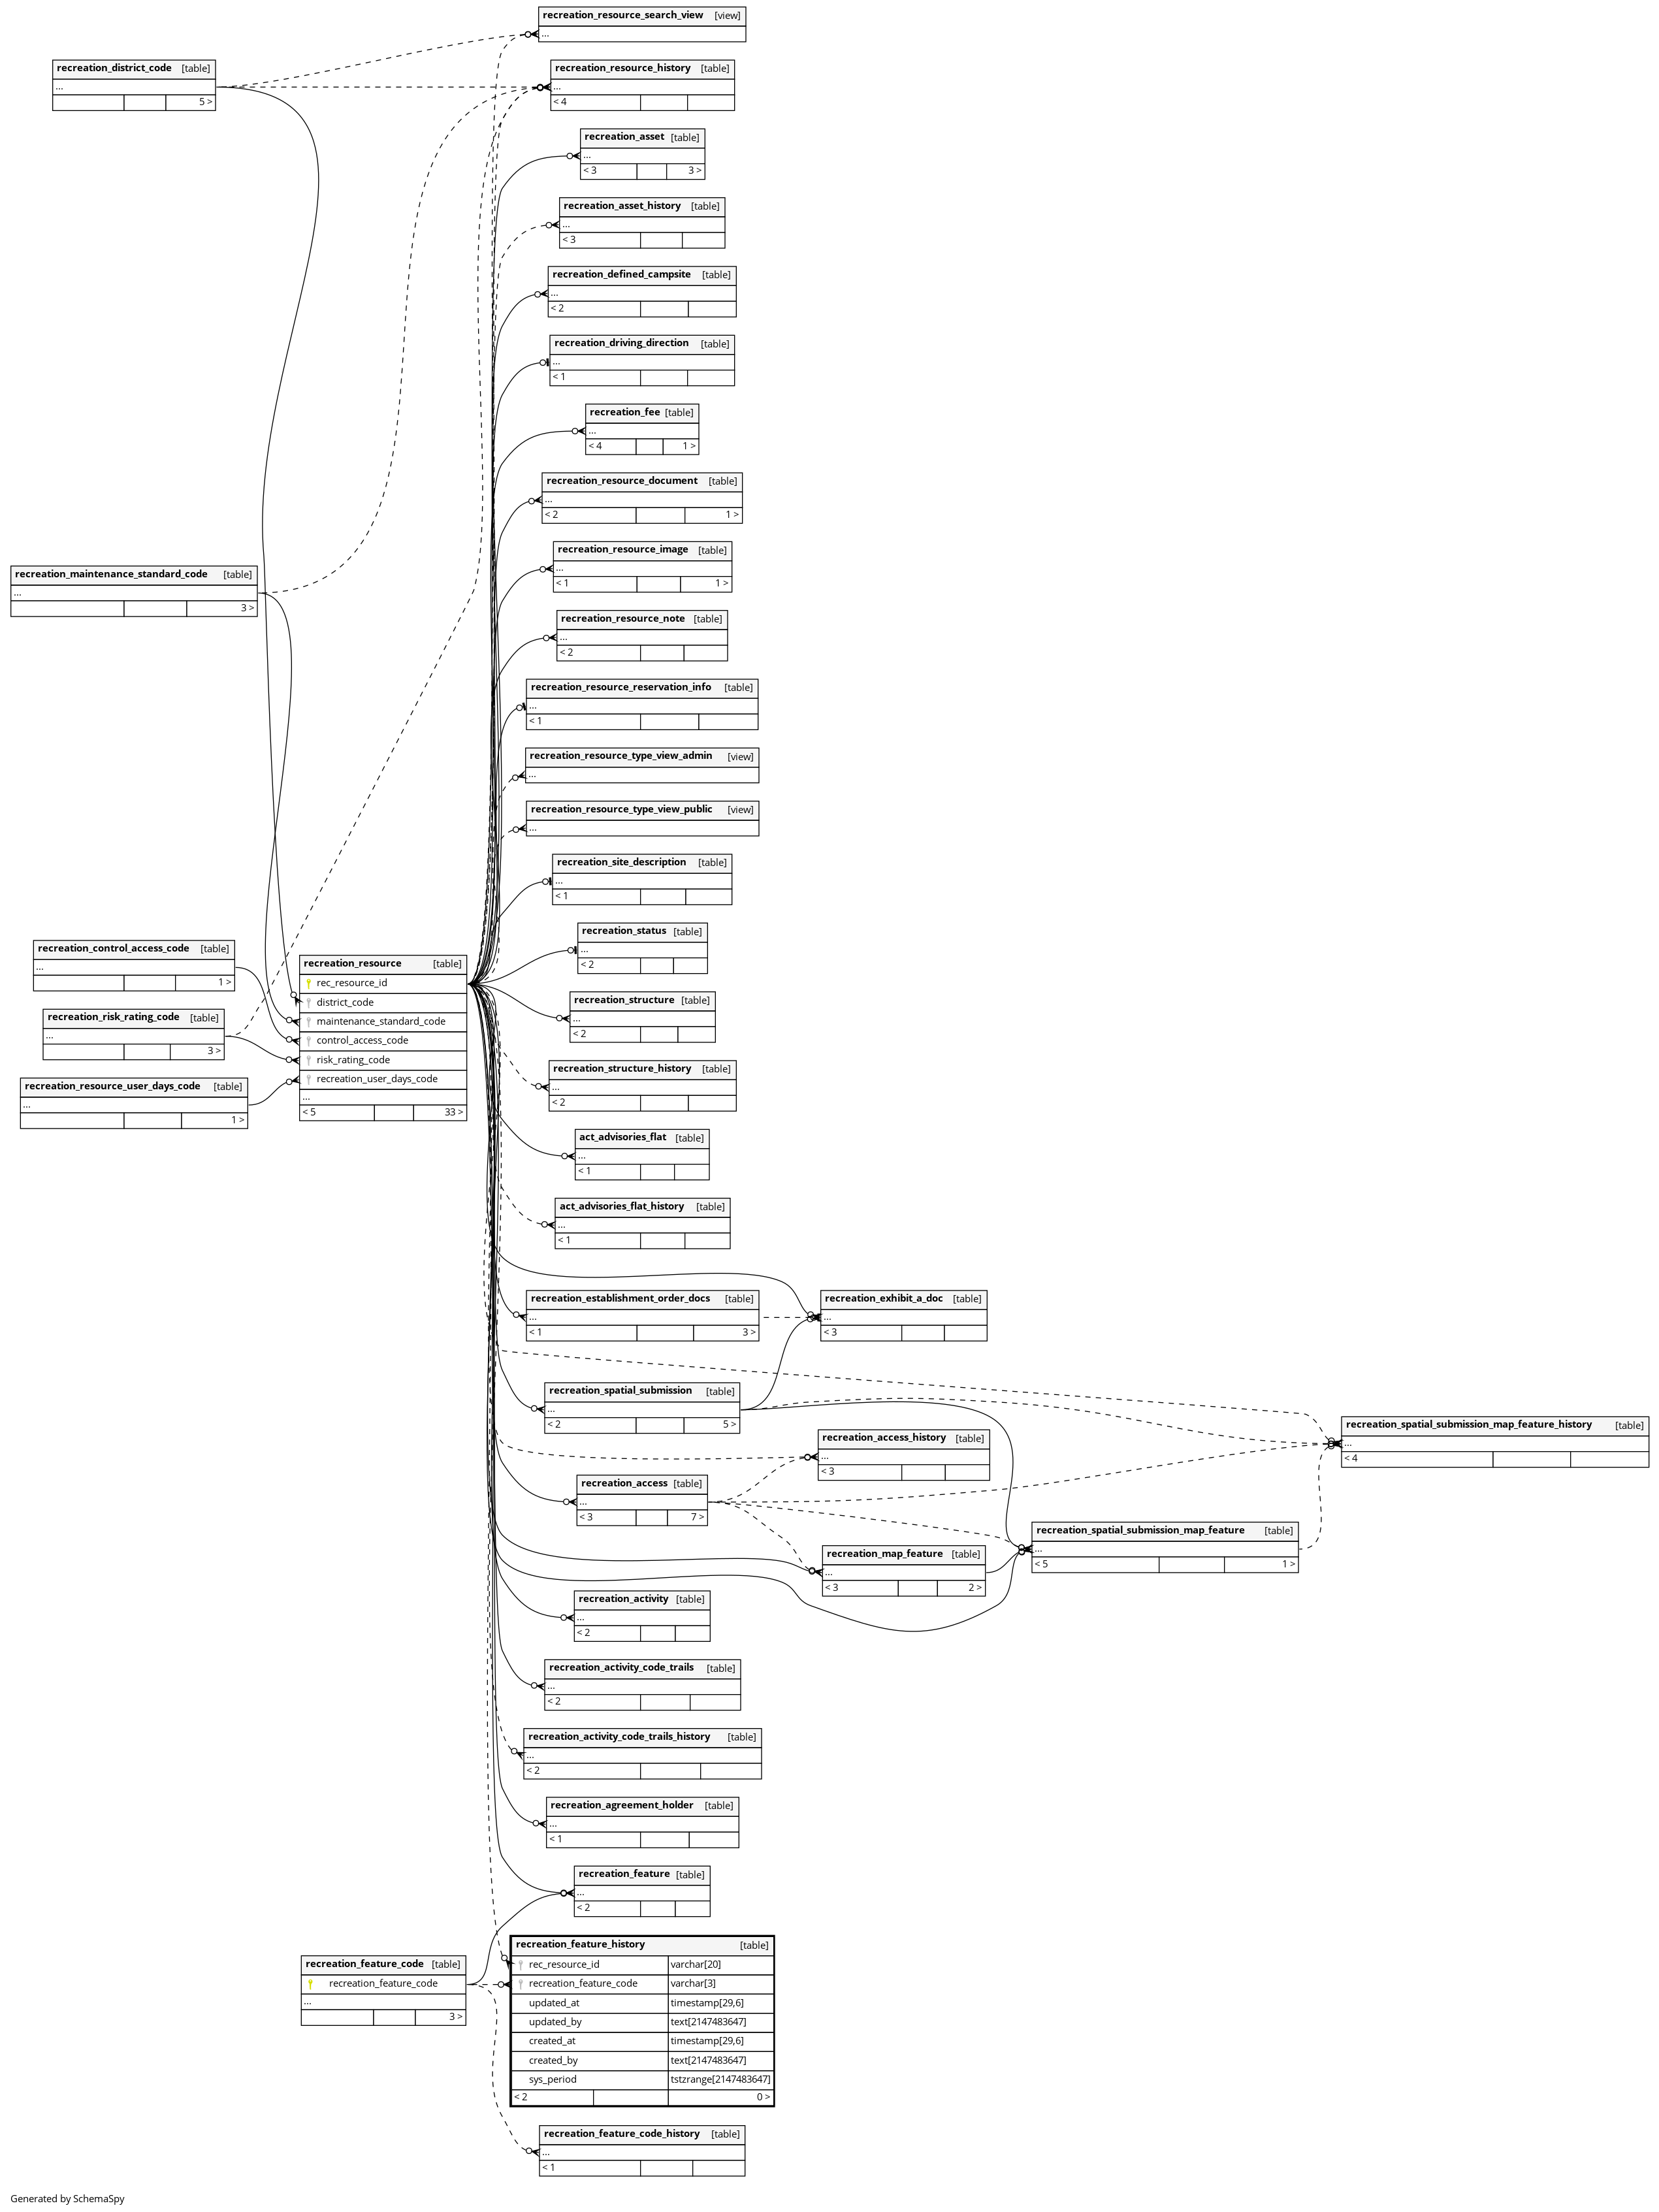 recreation_resource_search_view [view]
...
recreation_district_code [table]
...
5 >
recreation_resource_history [table]
...
< 4
recreation_asset [table]
...
< 3 3 >
recreation_asset_history [table]
...
< 3
recreation_defined_campsite [table]
...
< 2
recreation_driving_direction [table]
...
< 1
recreation_fee [table]
...
< 4 1 >
recreation_resource_document [table]
...
< 2 1 >
recreation_resource_image [table]
...
< 1 1 >
recreation_maintenance_standard_code [table]
...
3 >
recreation_resource_note [table]
...
< 2
recreation_resource_reservation_info [table]
...
< 1
recreation_resource_type_view_admin [view]
...
recreation_resource_type_view_public [view]
...
recreation_site_description [table]
...
< 1
recreation_status [table]
...
< 2
recreation_control_access_code [table]
...
1 >
recreation_risk_rating_code [table]
...
3 >
recreation_resource_user_days_code [table]
...
1 >
recreation_resource [table]
rec_resource_id
district_code
maintenance_standard_code
control_access_code
risk_rating_code
recreation_user_days_code
...
< 5 33 >
recreation_structure [table]
...
< 2
recreation_structure_history [table]
...
< 2
act_advisories_flat [table]
...
< 1
act_advisories_flat_history [table]
...
< 1
recreation_establishment_order_docs [table]
...
< 1 3 >
recreation_exhibit_a_doc [table]
...
< 3
recreation_spatial_submission [table]
...
< 2 5 >
recreation_spatial_submission_map_feature_history [table]
...
< 4
recreation_access_history [table]
...
< 3
recreation_access [table]
...
< 3 7 >
recreation_spatial_submission_map_feature [table]
...
< 5 1 >
recreation_map_feature [table]
...
< 3 2 >
recreation_activity [table]
...
< 2
recreation_activity_code_trails [table]
...
< 2
recreation_activity_code_trails_history [table]
...
< 2
recreation_agreement_holder [table]
...
< 1
recreation_feature [table]
...
< 2
recreation_feature_code [table]
recreation_feature_code
...
3 >
recreation_feature_history [table]
rec_resource_id varchar[20]
recreation_feature_code varchar[3]
updated_at timestamp[29,6]
updated_by text[2147483647]
created_at timestamp[29,6]
created_by text[2147483647]
sys_period tstzrange[2147483647]
< 2 0 >
recreation_feature_code_history [table]
...
< 1
Generated by SchemaSpy